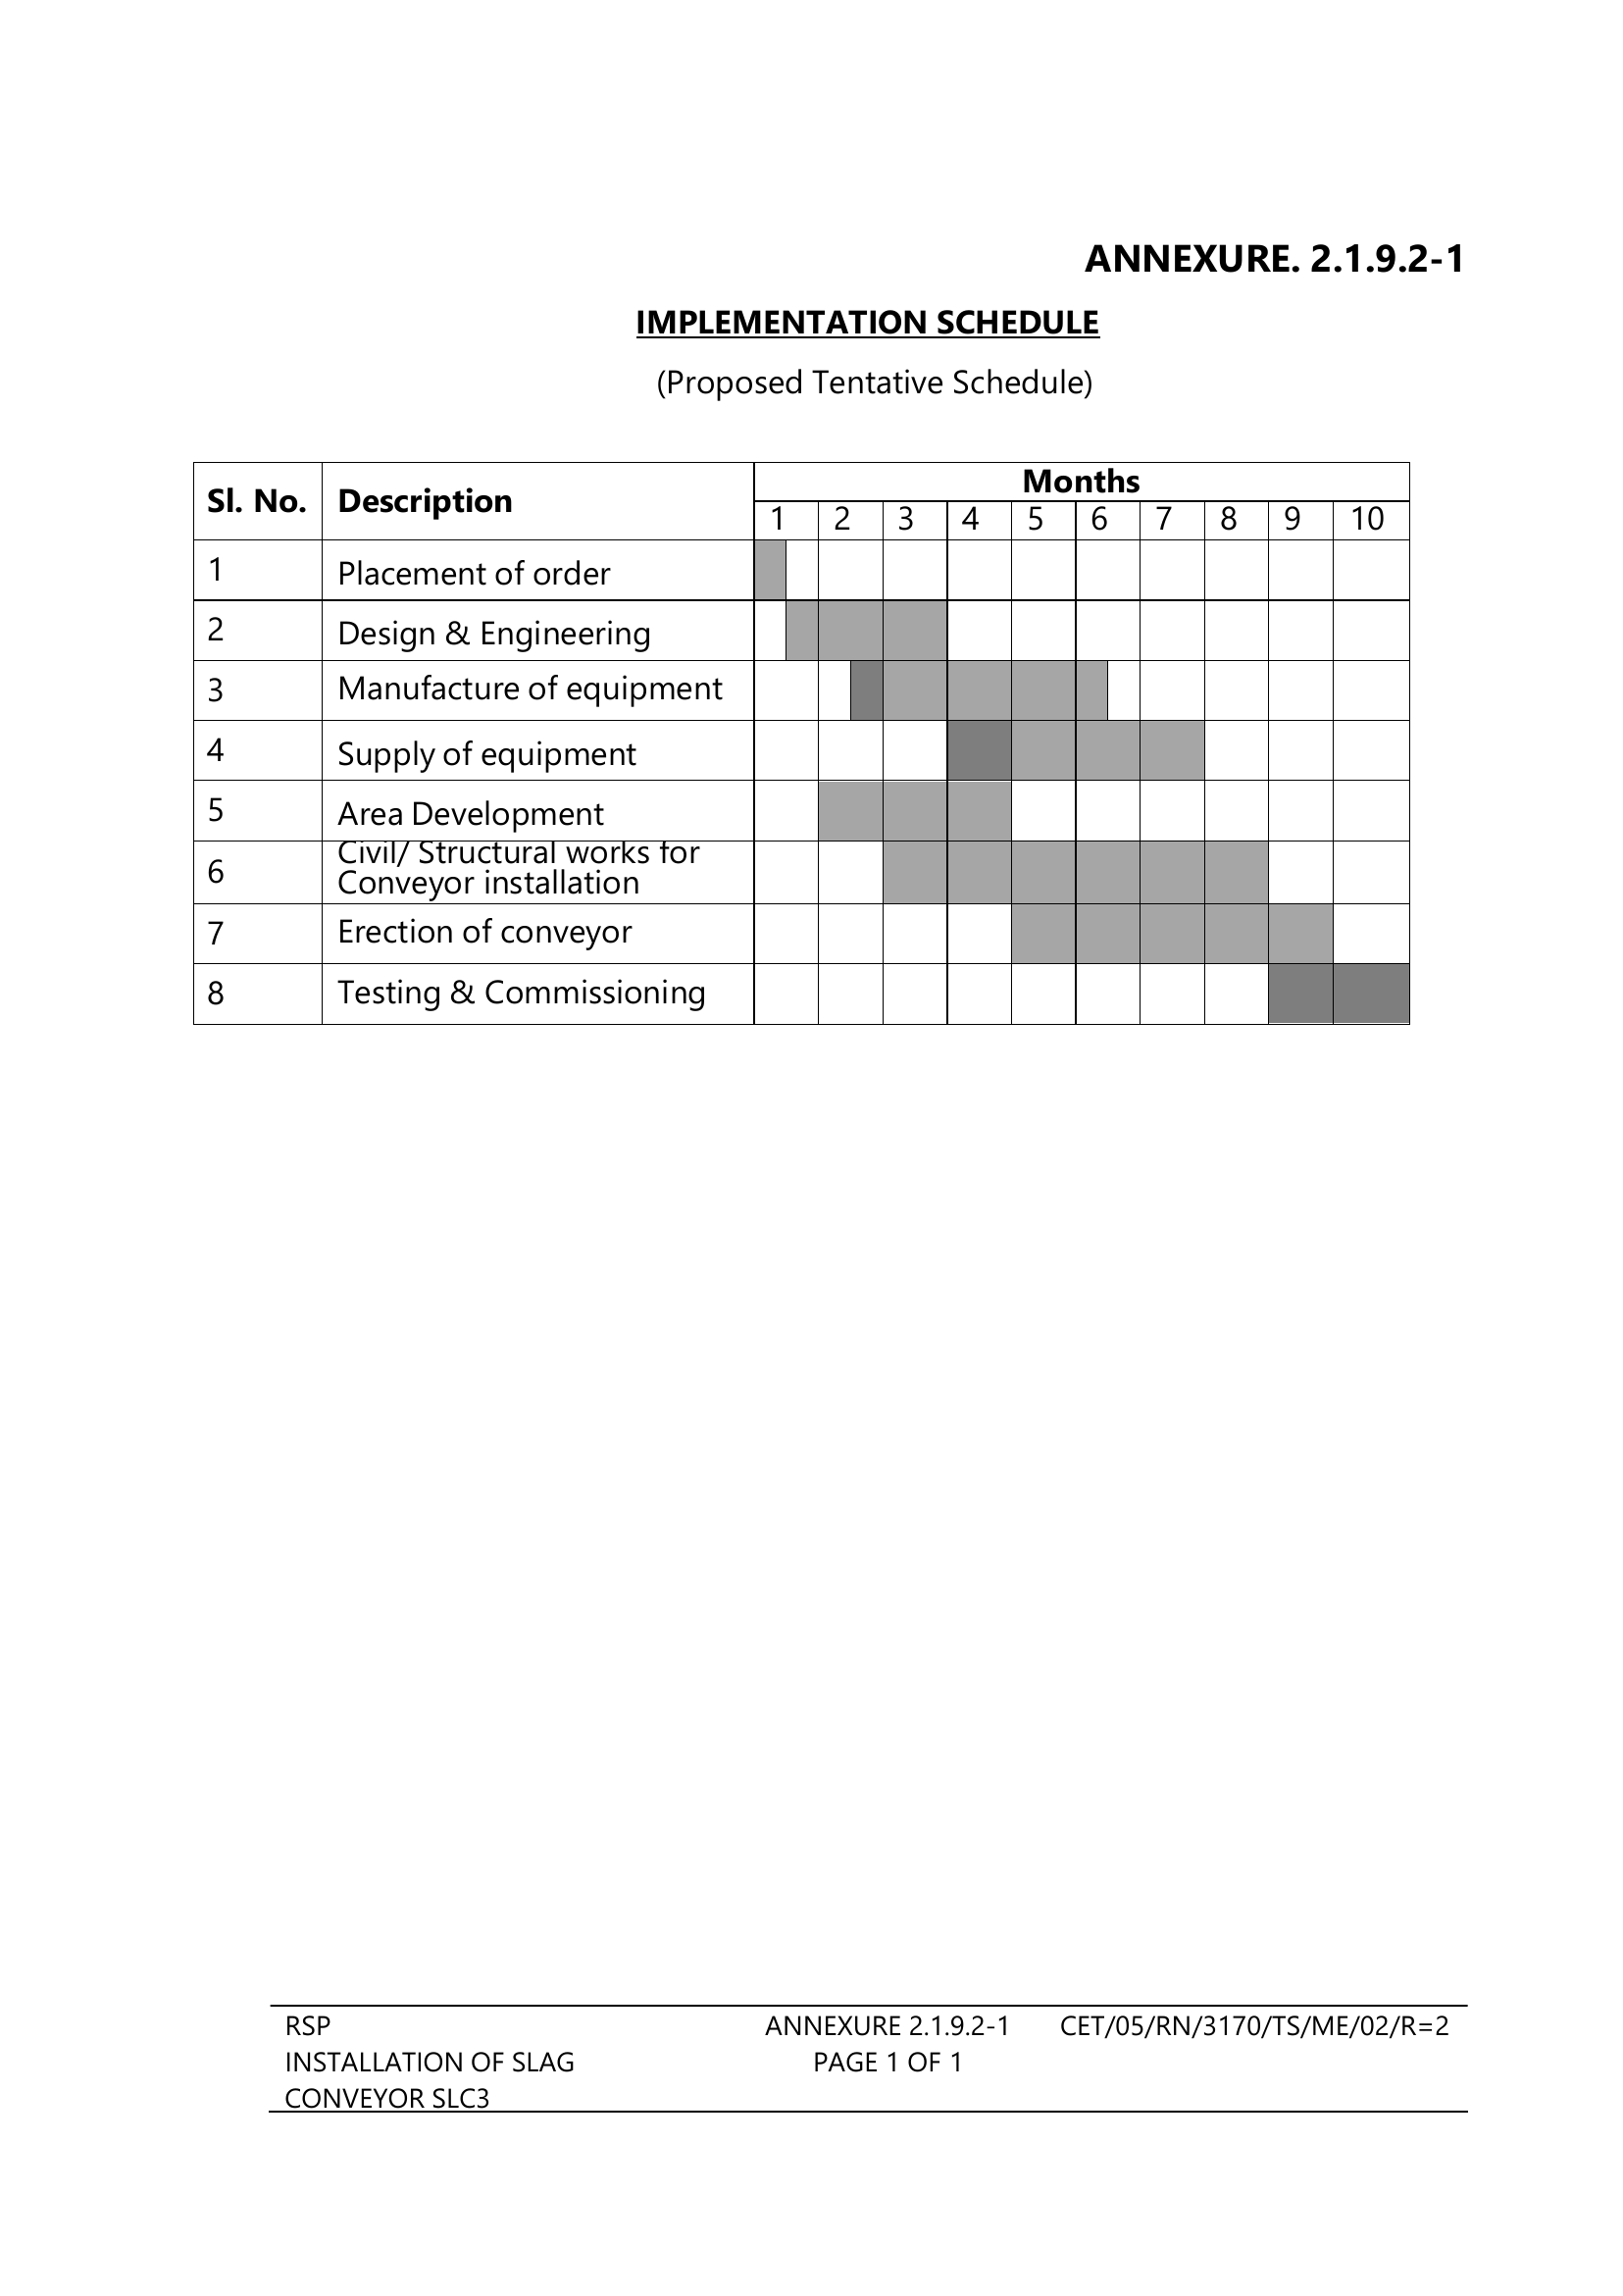 ANNEXURE. 2.1.9.2-1
IMPLEMENTATION SCHEDULE
(Proposed Tentative Schedule)
Sl. No. Description Months
1 2 3 4 5 6 7 8 9 10
1 Placement of order
2 Design & Engineering
3 Manufacture of equipment
4 Supply of equipment
5 Area Development
6 Civil/ Structural works for
Conveyor installation
7 Erection of conveyor
8 Testing & Commissioning
RSP ANNEXURE 2.1.9.2-1 CET/05/RN/3170/TS/ME/02/R=2
INSTALLATION OF SLAG PAGE 1 OF 1
CONVEYOR SLC3